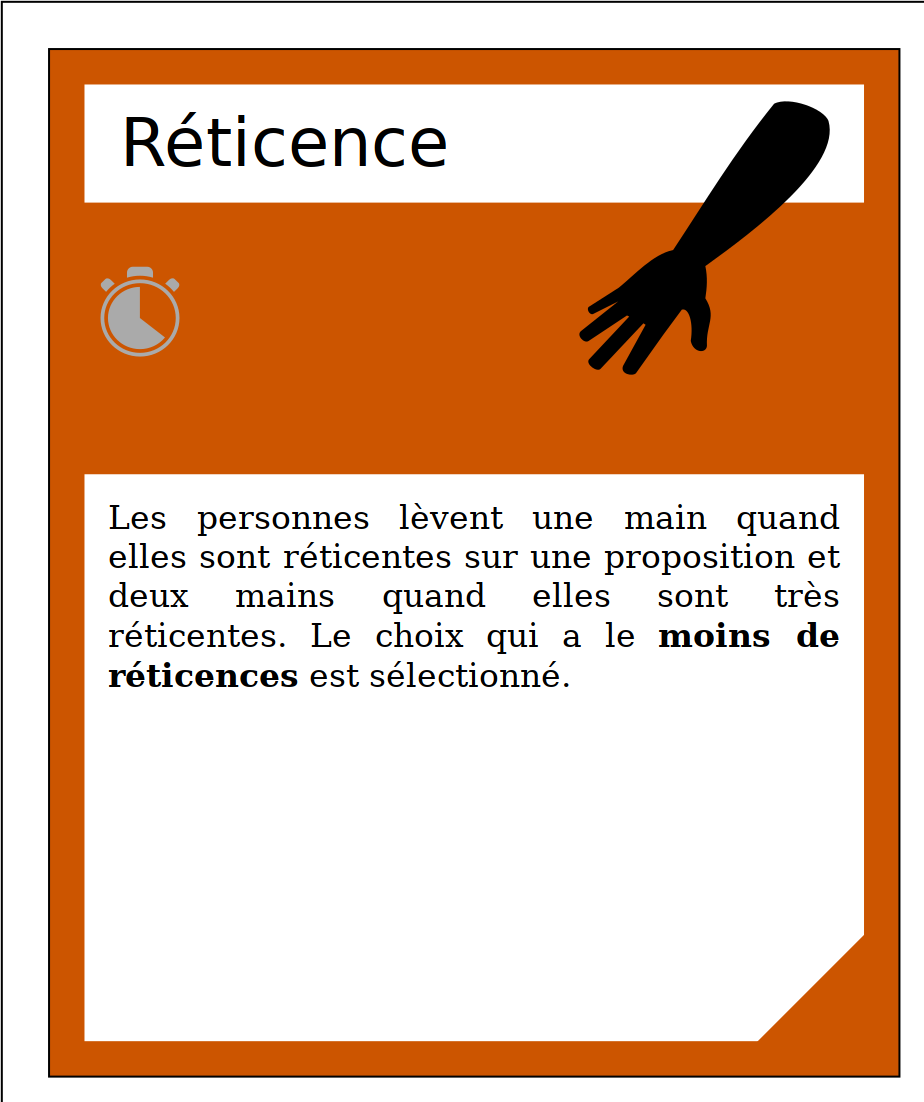 Réticence
Les personnes lèvent une main quand
elles sont réticentes sur une proposition et
deux mains quand elles sont très
réticentes. Le choix qui a le moins de
réticences est sélectionné.